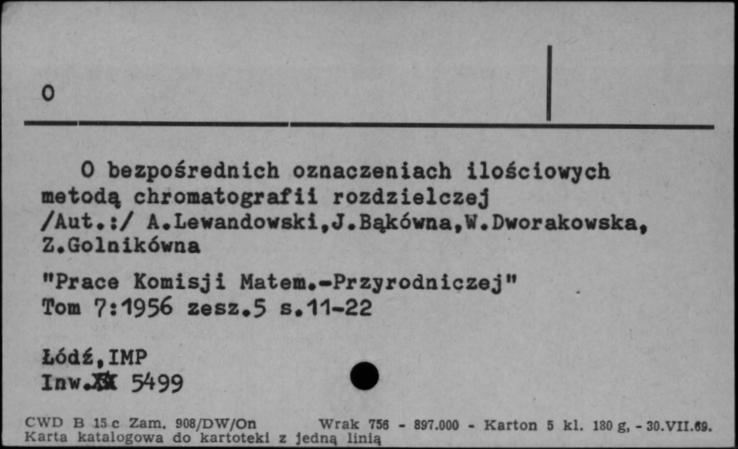 O
O bezpośrednich oznaczeniach ilościowych
metodą chromatografii rozdzielczej
/Aut.:/ A.Lewandowski,J.Bąkówna,W.Dworakowska,
Z.Golnikówna
"Prace Komisji Matem.-Przyrodniczej"
Tom 7:1956 zesz.5 s.11-22
Łódź,IMP
Inw. 5499
CWD B 15 c Zam. 908/DW/On Wrak 756 - 897.000 - Karton 5 kl. 180 g, - 30.VII.69.
Karta katalogowa do kartoteki z jedną linią